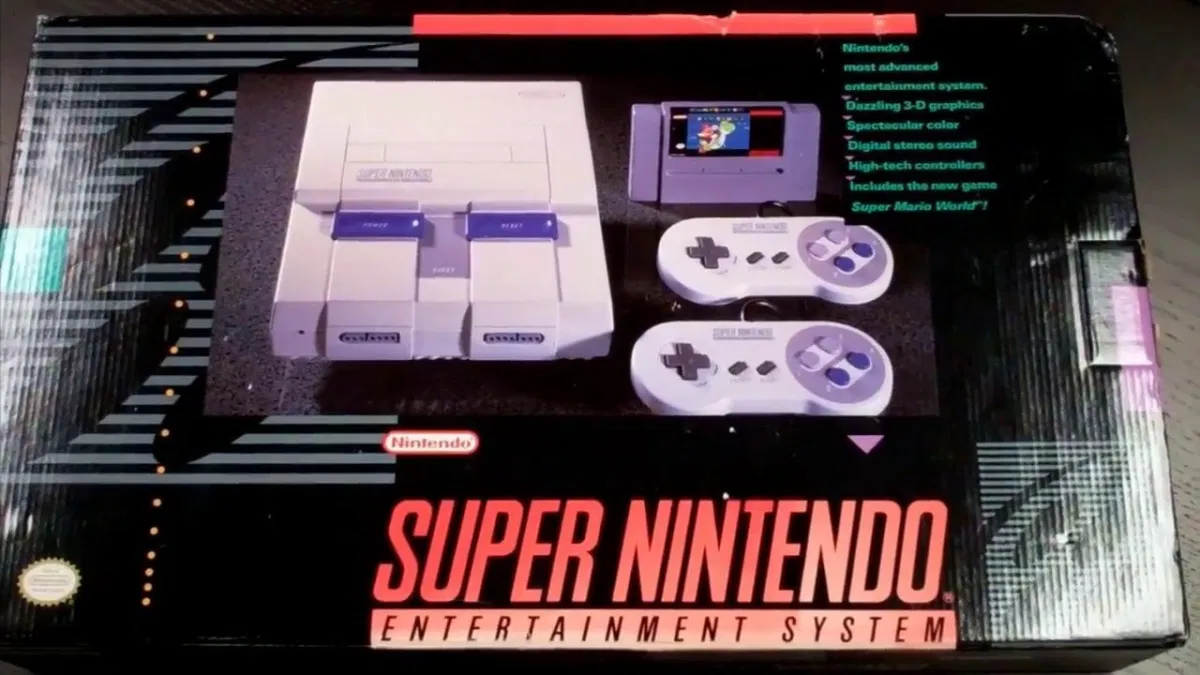 Nintendo's
most advanced
entertainment system.
Dazzling 3-D graphics
Spectacular color
Digital stereo sound
High-tech controllers
Includes the new game
Super Mario World™!
SUPER NINTENDO
POWER
RESET
EJECT
SUPER NINTENDO
SUPER NINTENDO
Nintendo®
SUPER NINTENDO®
ENTERTAINMENT SYSTEM